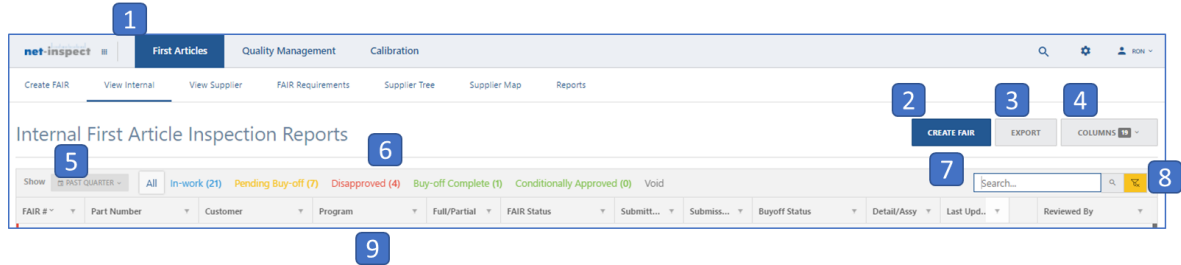 1
net-inspect First Articles Quality Management Calibration RON
Create FAIR View Internal View Supplier FAIR Requirements Supplier Tree Supplier Map Reports
2 3 4
Internal First Article Inspection Reports CREATE FAIR EXPORT COLUMNS 19
5 6 7 8
Show PAST QUARTER All In-work (21) Pending Buy-off (7) Disapproved (4) Buy-off Complete (1) Conditionally Approved (0) Void Search...
FAIR # Part Number Customer Program Full/Partial FAIR Status Submitt... Submiss... Buyoff Status Detail/Assy Last Upd.. Reviewed By
9